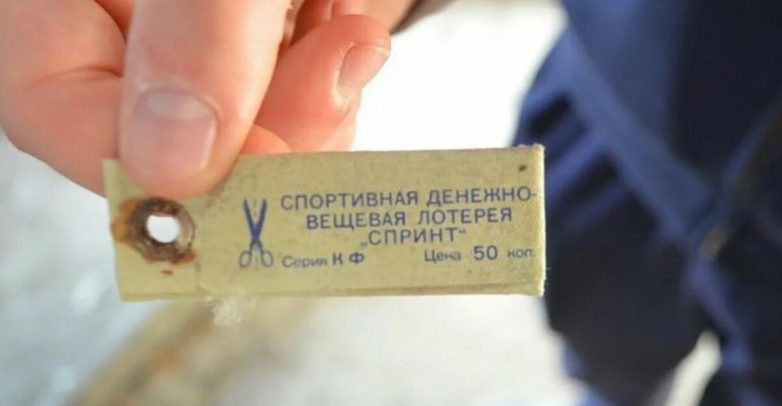 СПОРТИВНАЯ ДЕНЕЖНО-
ВЕЩЕВАЯ ЛОТЕРЕЯ
„СПРИНТ“
Серия К Ф Цена 50 коп.